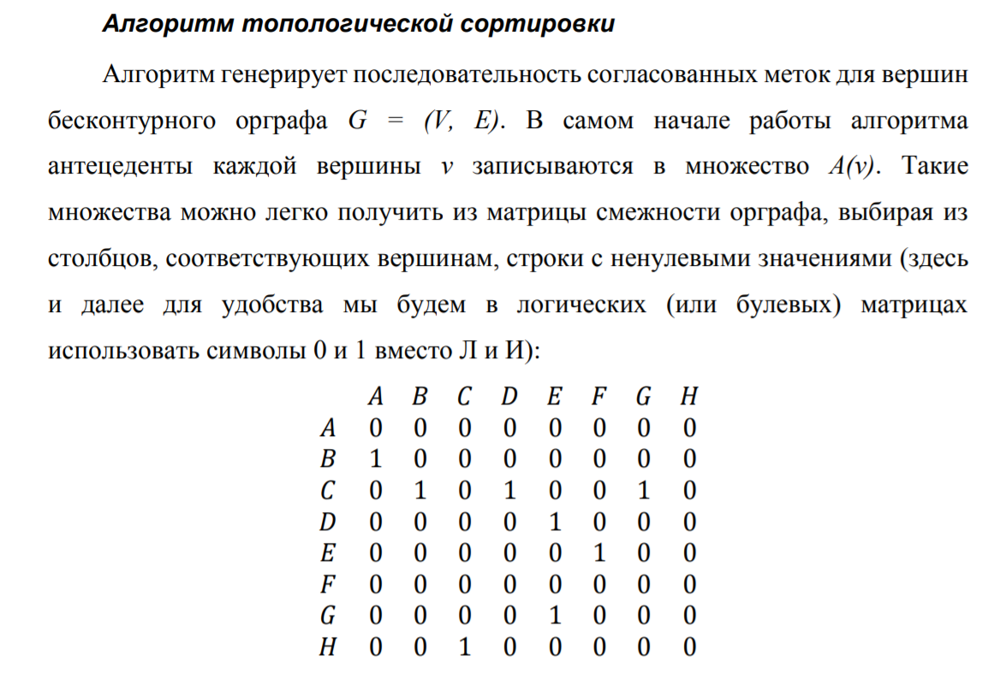 Алгоритм топологической сортировки
Алгоритм генерирует последовательность согласованных меток для вершин
бесконтурного орграфа G = (V, E). В самом начале работы алгоритма
антецеденты каждой вершины v записываются в множество A(v). Такие
множества можно легко получить из матрицы смежности орграфа, выбирая из
столбцов, соответствующих вершинам, строки с ненулевыми значениями (здесь
и далее для удобства мы будем в логических (или булевых) матрицах
использовать символы 0 и 1 вместо Л и И):
A B C D E F G H
A 0 0 0 0 0 0 0 0
B 1 0 0 0 0 0 0 0
C 0 1 0 1 0 0 1 0
D 0 0 0 0 1 0 0 0
E 0 0 0 0 0 1 0 0
F 0 0 0 0 0 0 0 0
G 0 0 0 0 1 0 0 0
H 0 0 1 0 0 0 0 0